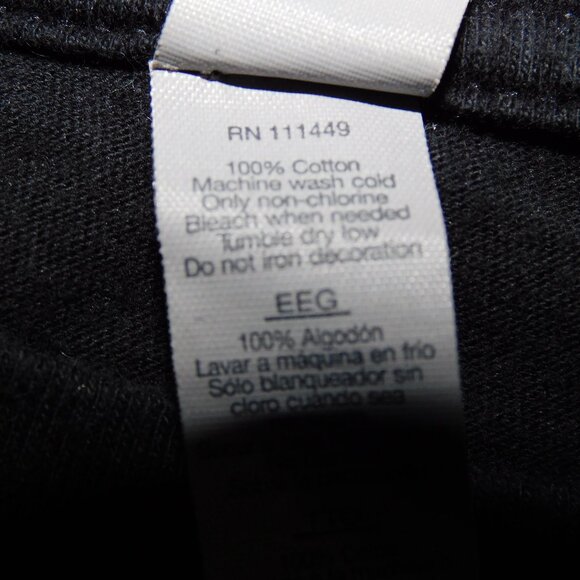 RN 111449
100% Cotton
Machine wash cold
Only non-chlorine
Bleach when needed
Tumble dry low
Do not iron decoration
EEG
100% Algodón
Lavar a máquina en frío
Sólo blanqueador sin
cloro cuando sea